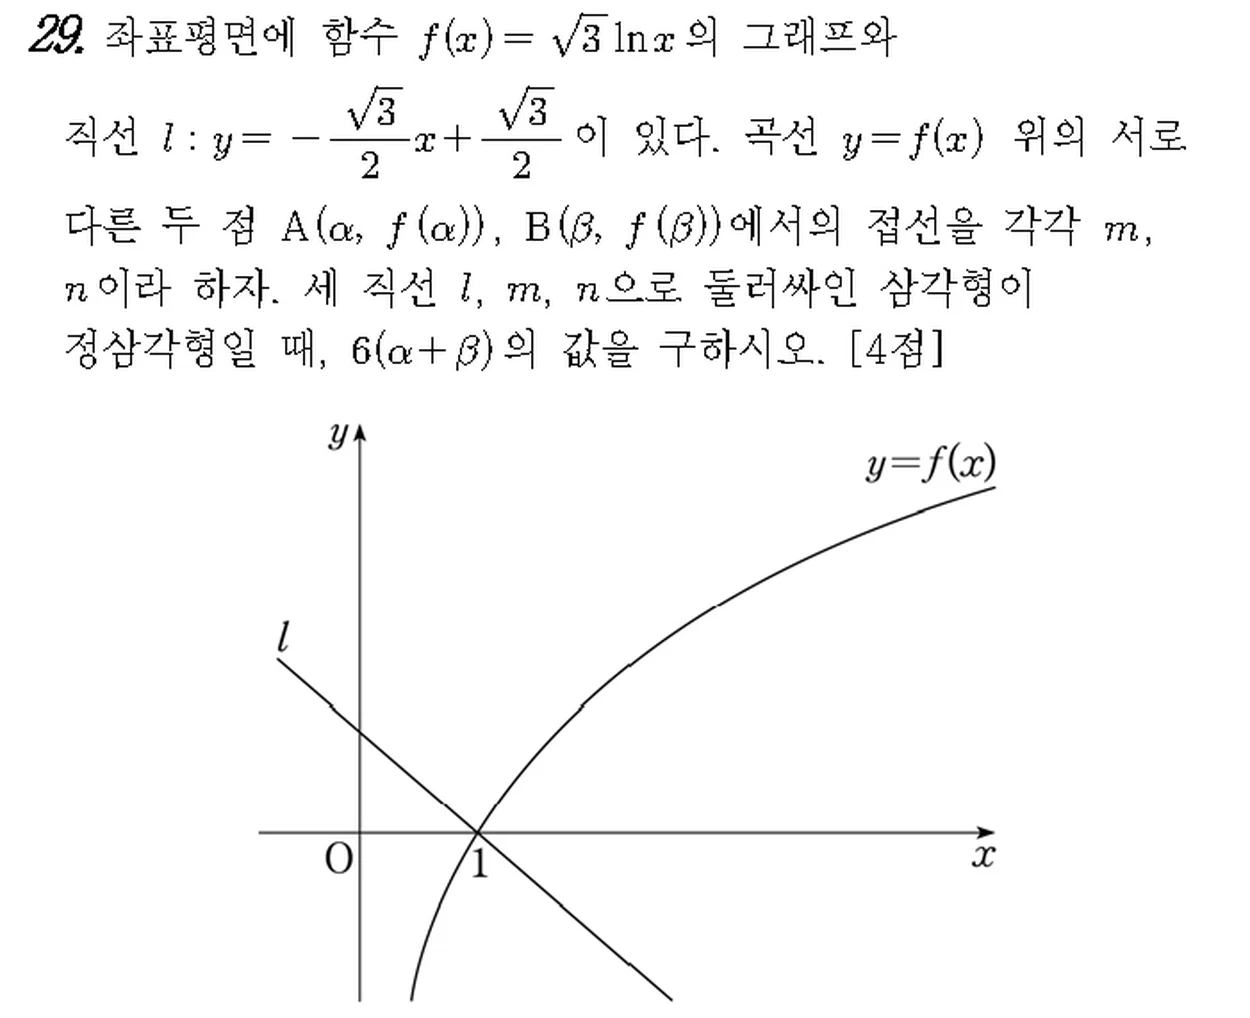 29. 좌표평면에 함수 f(x) = √3 ln x의 그래프와
직선 l : y = -√3/2 x + √3/2 이 있다. 곡선 y = f(x) 위의 서로
다른 두 점 A(α, f(α)), B(β, f(β))에서의 접선을 각각 m,
n이라 하자. 세 직선 l, m, n으로 둘러싸인 삼각형이
정삼각형일 때, 6(α+β)의 값을 구하시오. [4점]
y
y=f(x)
l
O
1
x